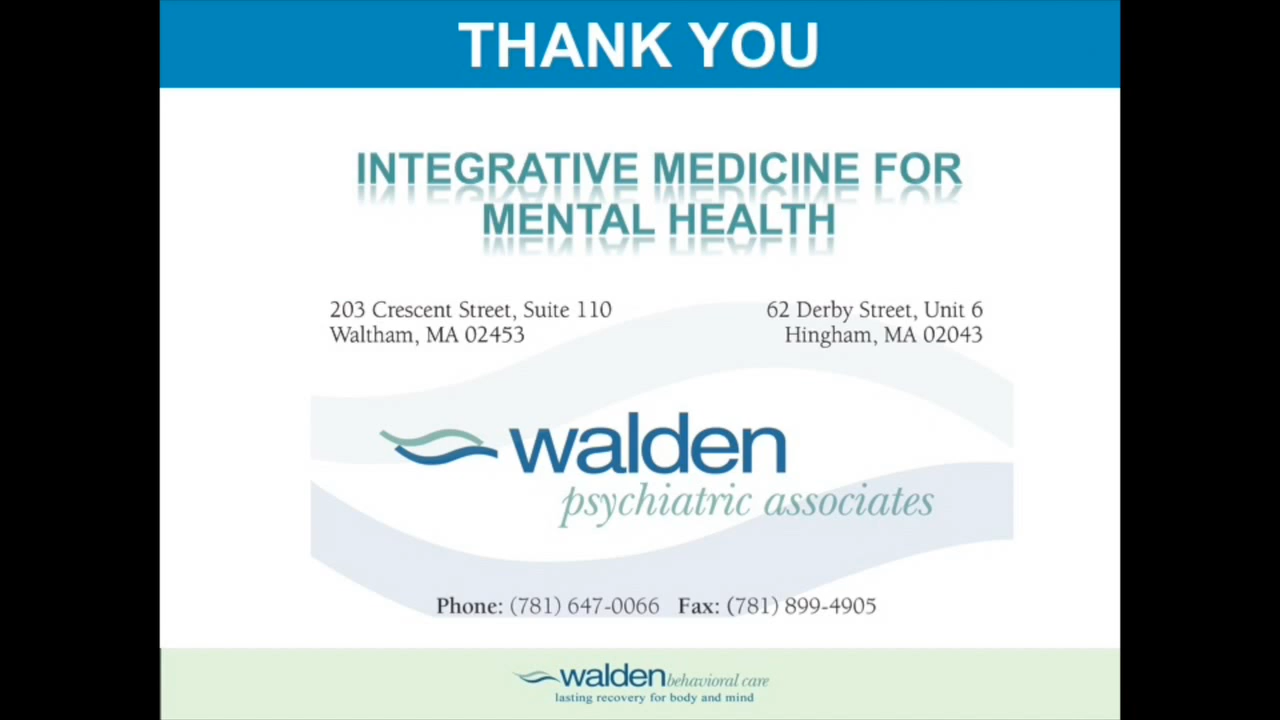 THANK YOU
INTEGRATIVE MEDICINE FOR
MENTAL HEALTH
203 Crescent Street, Suite 110
Waltham, MA 02453
62 Derby Street, Unit 6
Hingham, MA 02043
walden
psychiatric associates
Phone: (781) 647-0066 Fax: (781) 899-4905
walden behavioral care
lasting recovery for body and mind